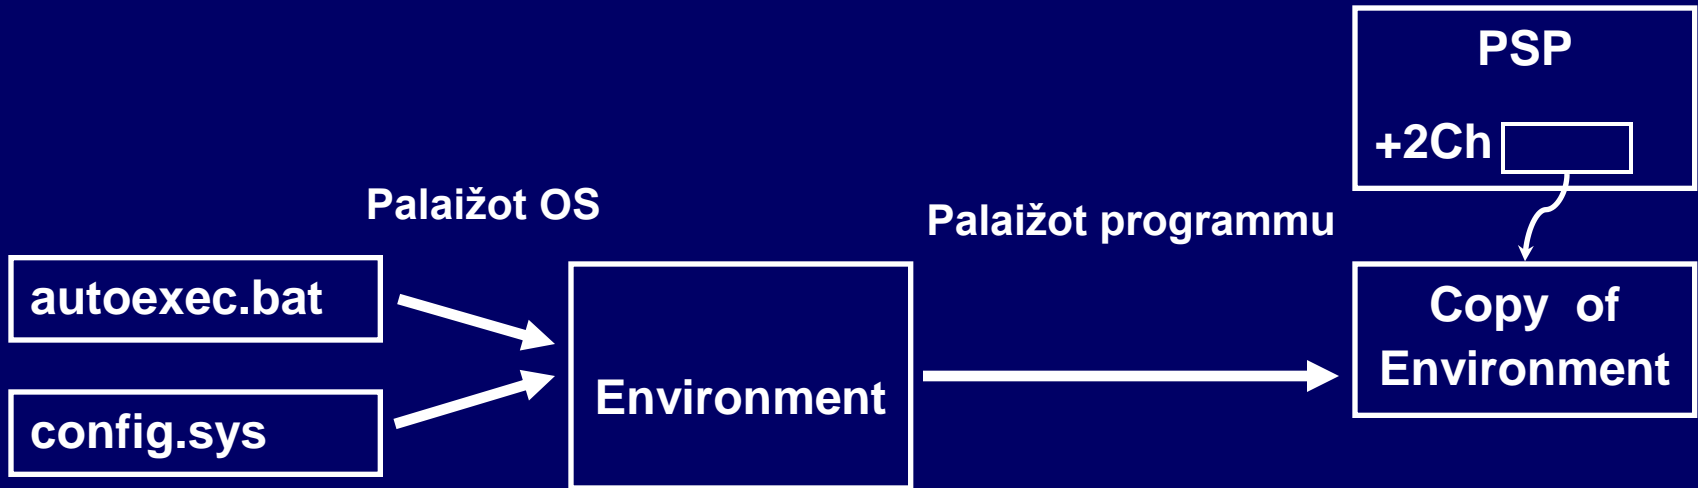 PSP
+2Ch
Palaižot OS
Palaižot programmu
autoexec.bat
config.sys
Environment
Copy of
Environment